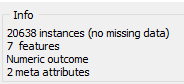 Info
20638 instances (no missing data)
7 features
Numeric outcome
2 meta attributes